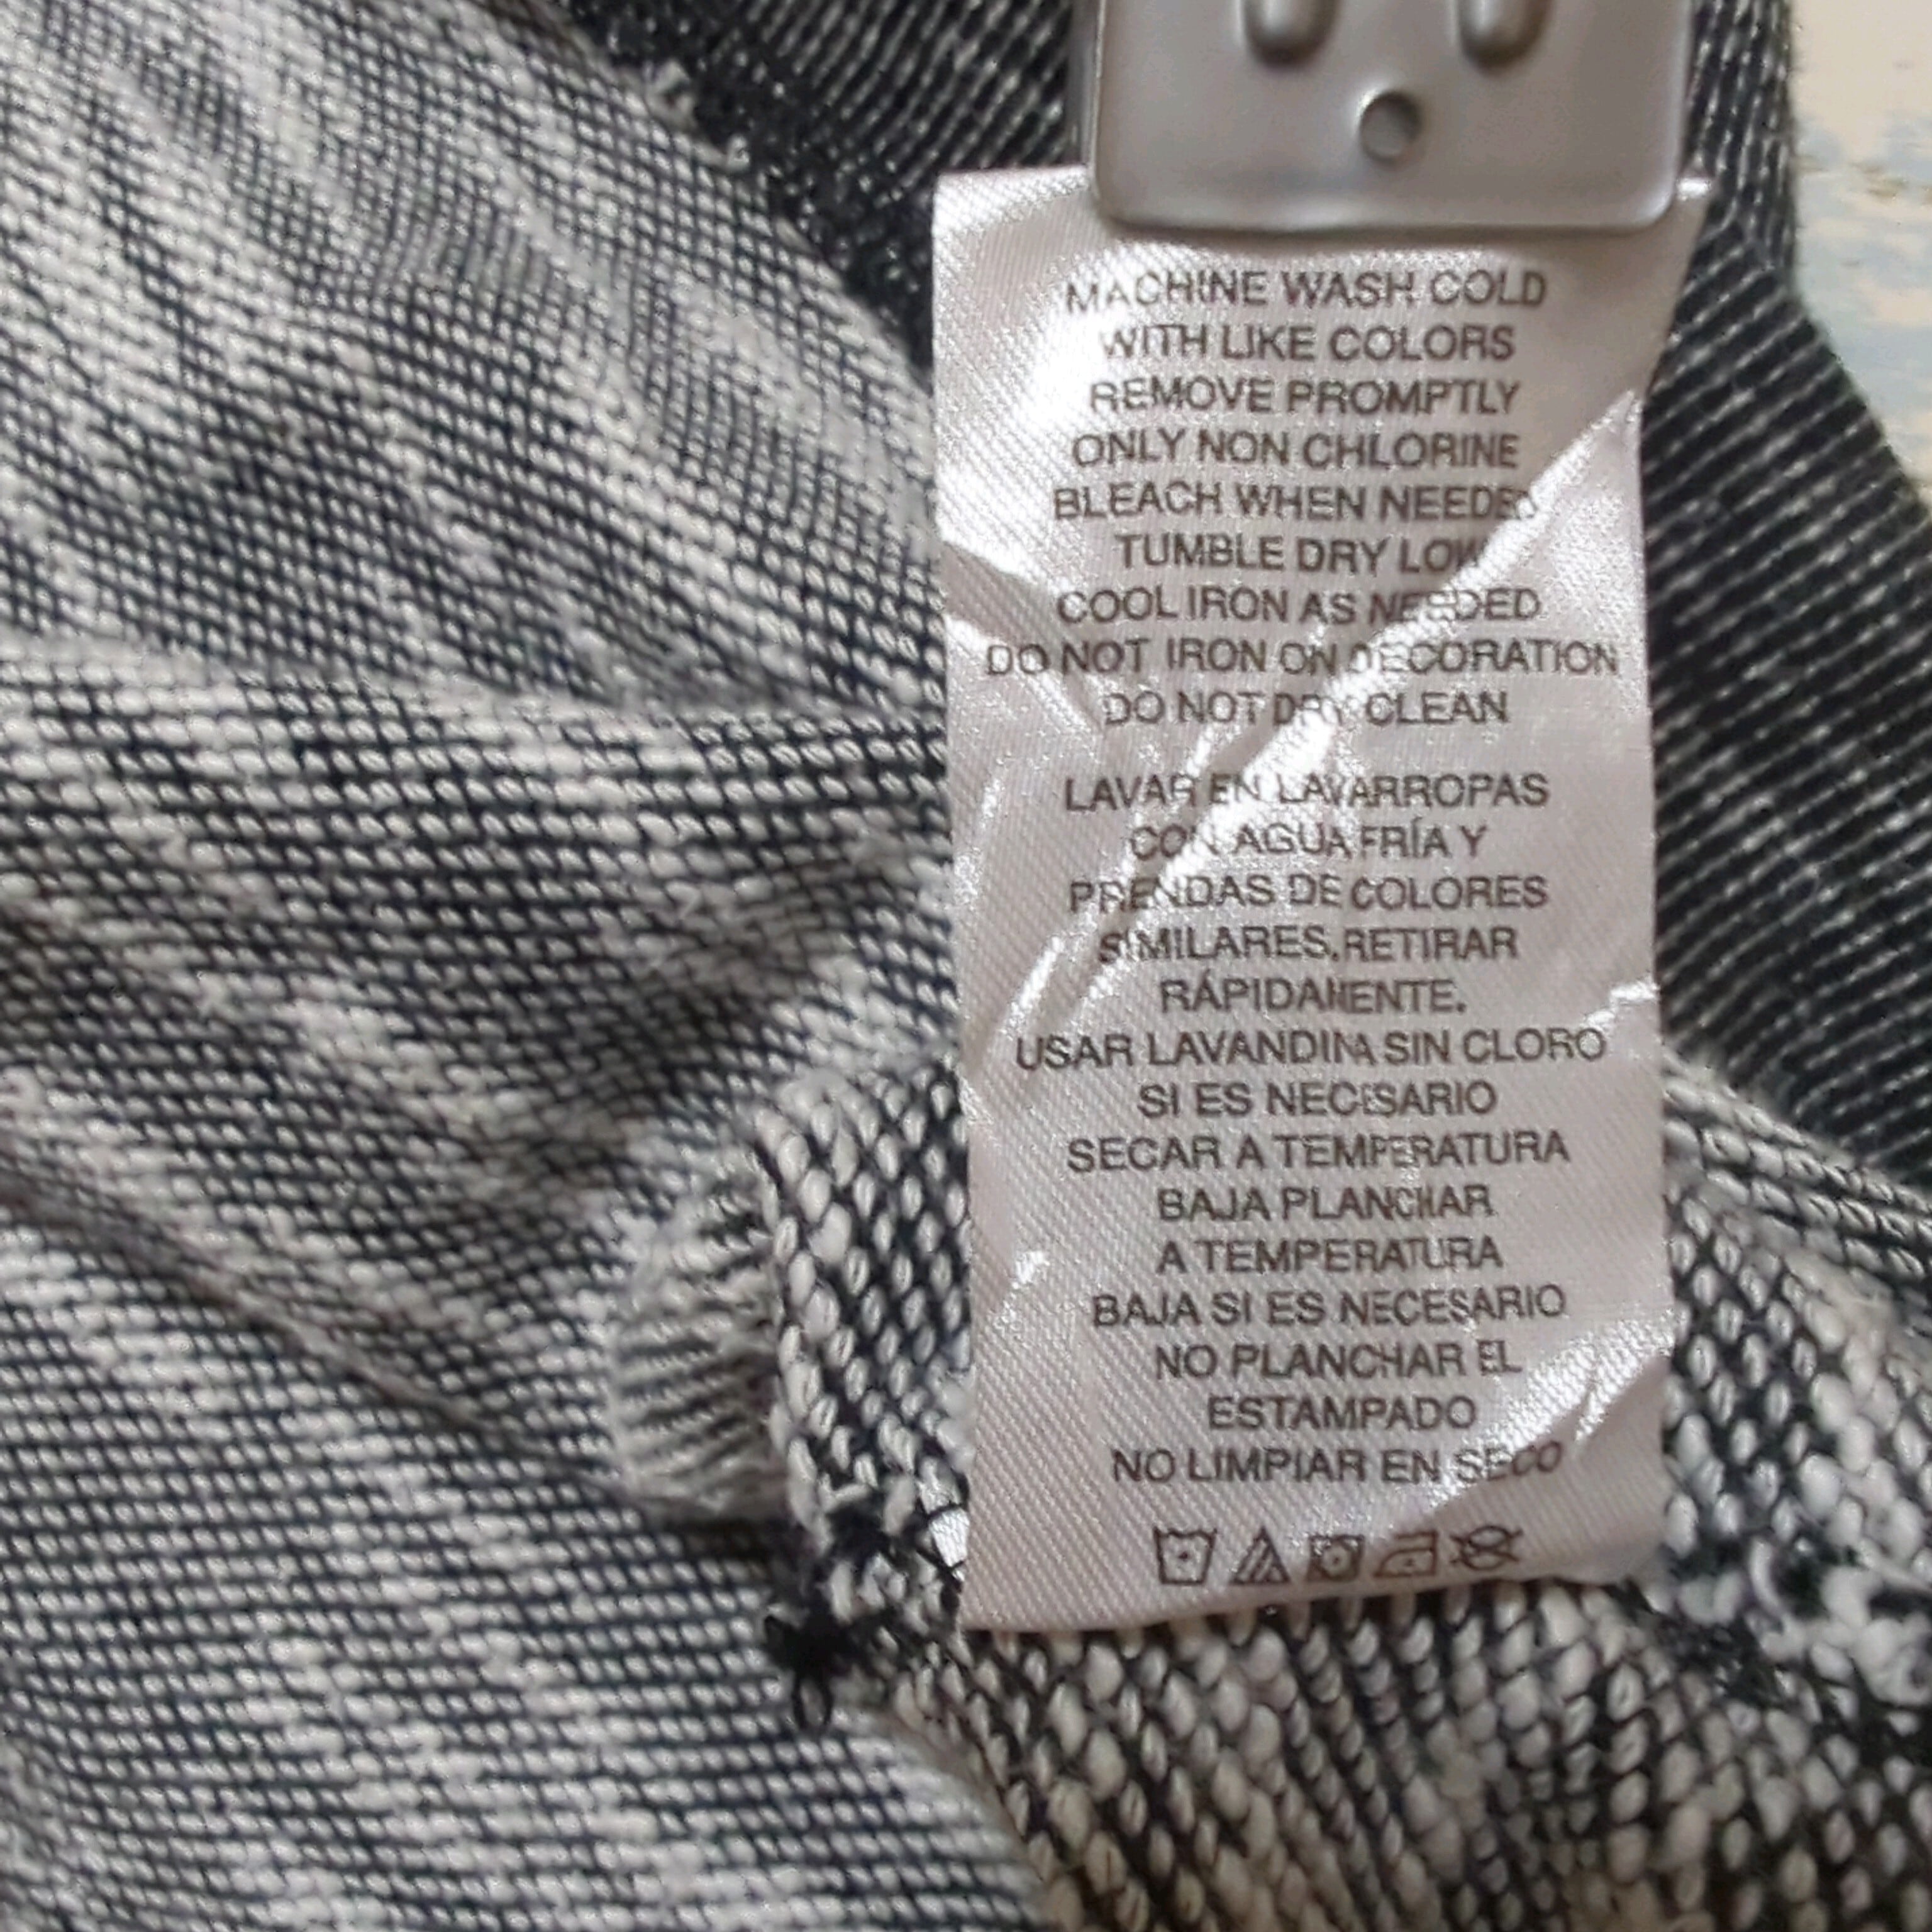 MACHINE WASH COLD
WITH LIKE COLORS
REMOVE PROMPTLY
ONLY NON CHLORINE
BLEACH WHEN NEEDED
TUMBLE DRY LOW
COOL IRON AS NEEDED
DO NOT IRON ON DECORATION
DO NOT DRY CLEAN
LAVAR EN LAVARROPAS
CON AGUA FRÍA Y
PRENDAS DE COLORES
SIMILARES.RETIRAR
RÁPIDAMENTE.
USAR LAVANDINA SIN CLORO
SI ES NECESARIO
SECAR A TEMPERATURA
BAJA PLANCHAR
A TEMPERATURA
BAJA SI ES NECESARIO
NO PLANCHAR EL
ESTAMPADO
NO LIMPIAR EN SECO